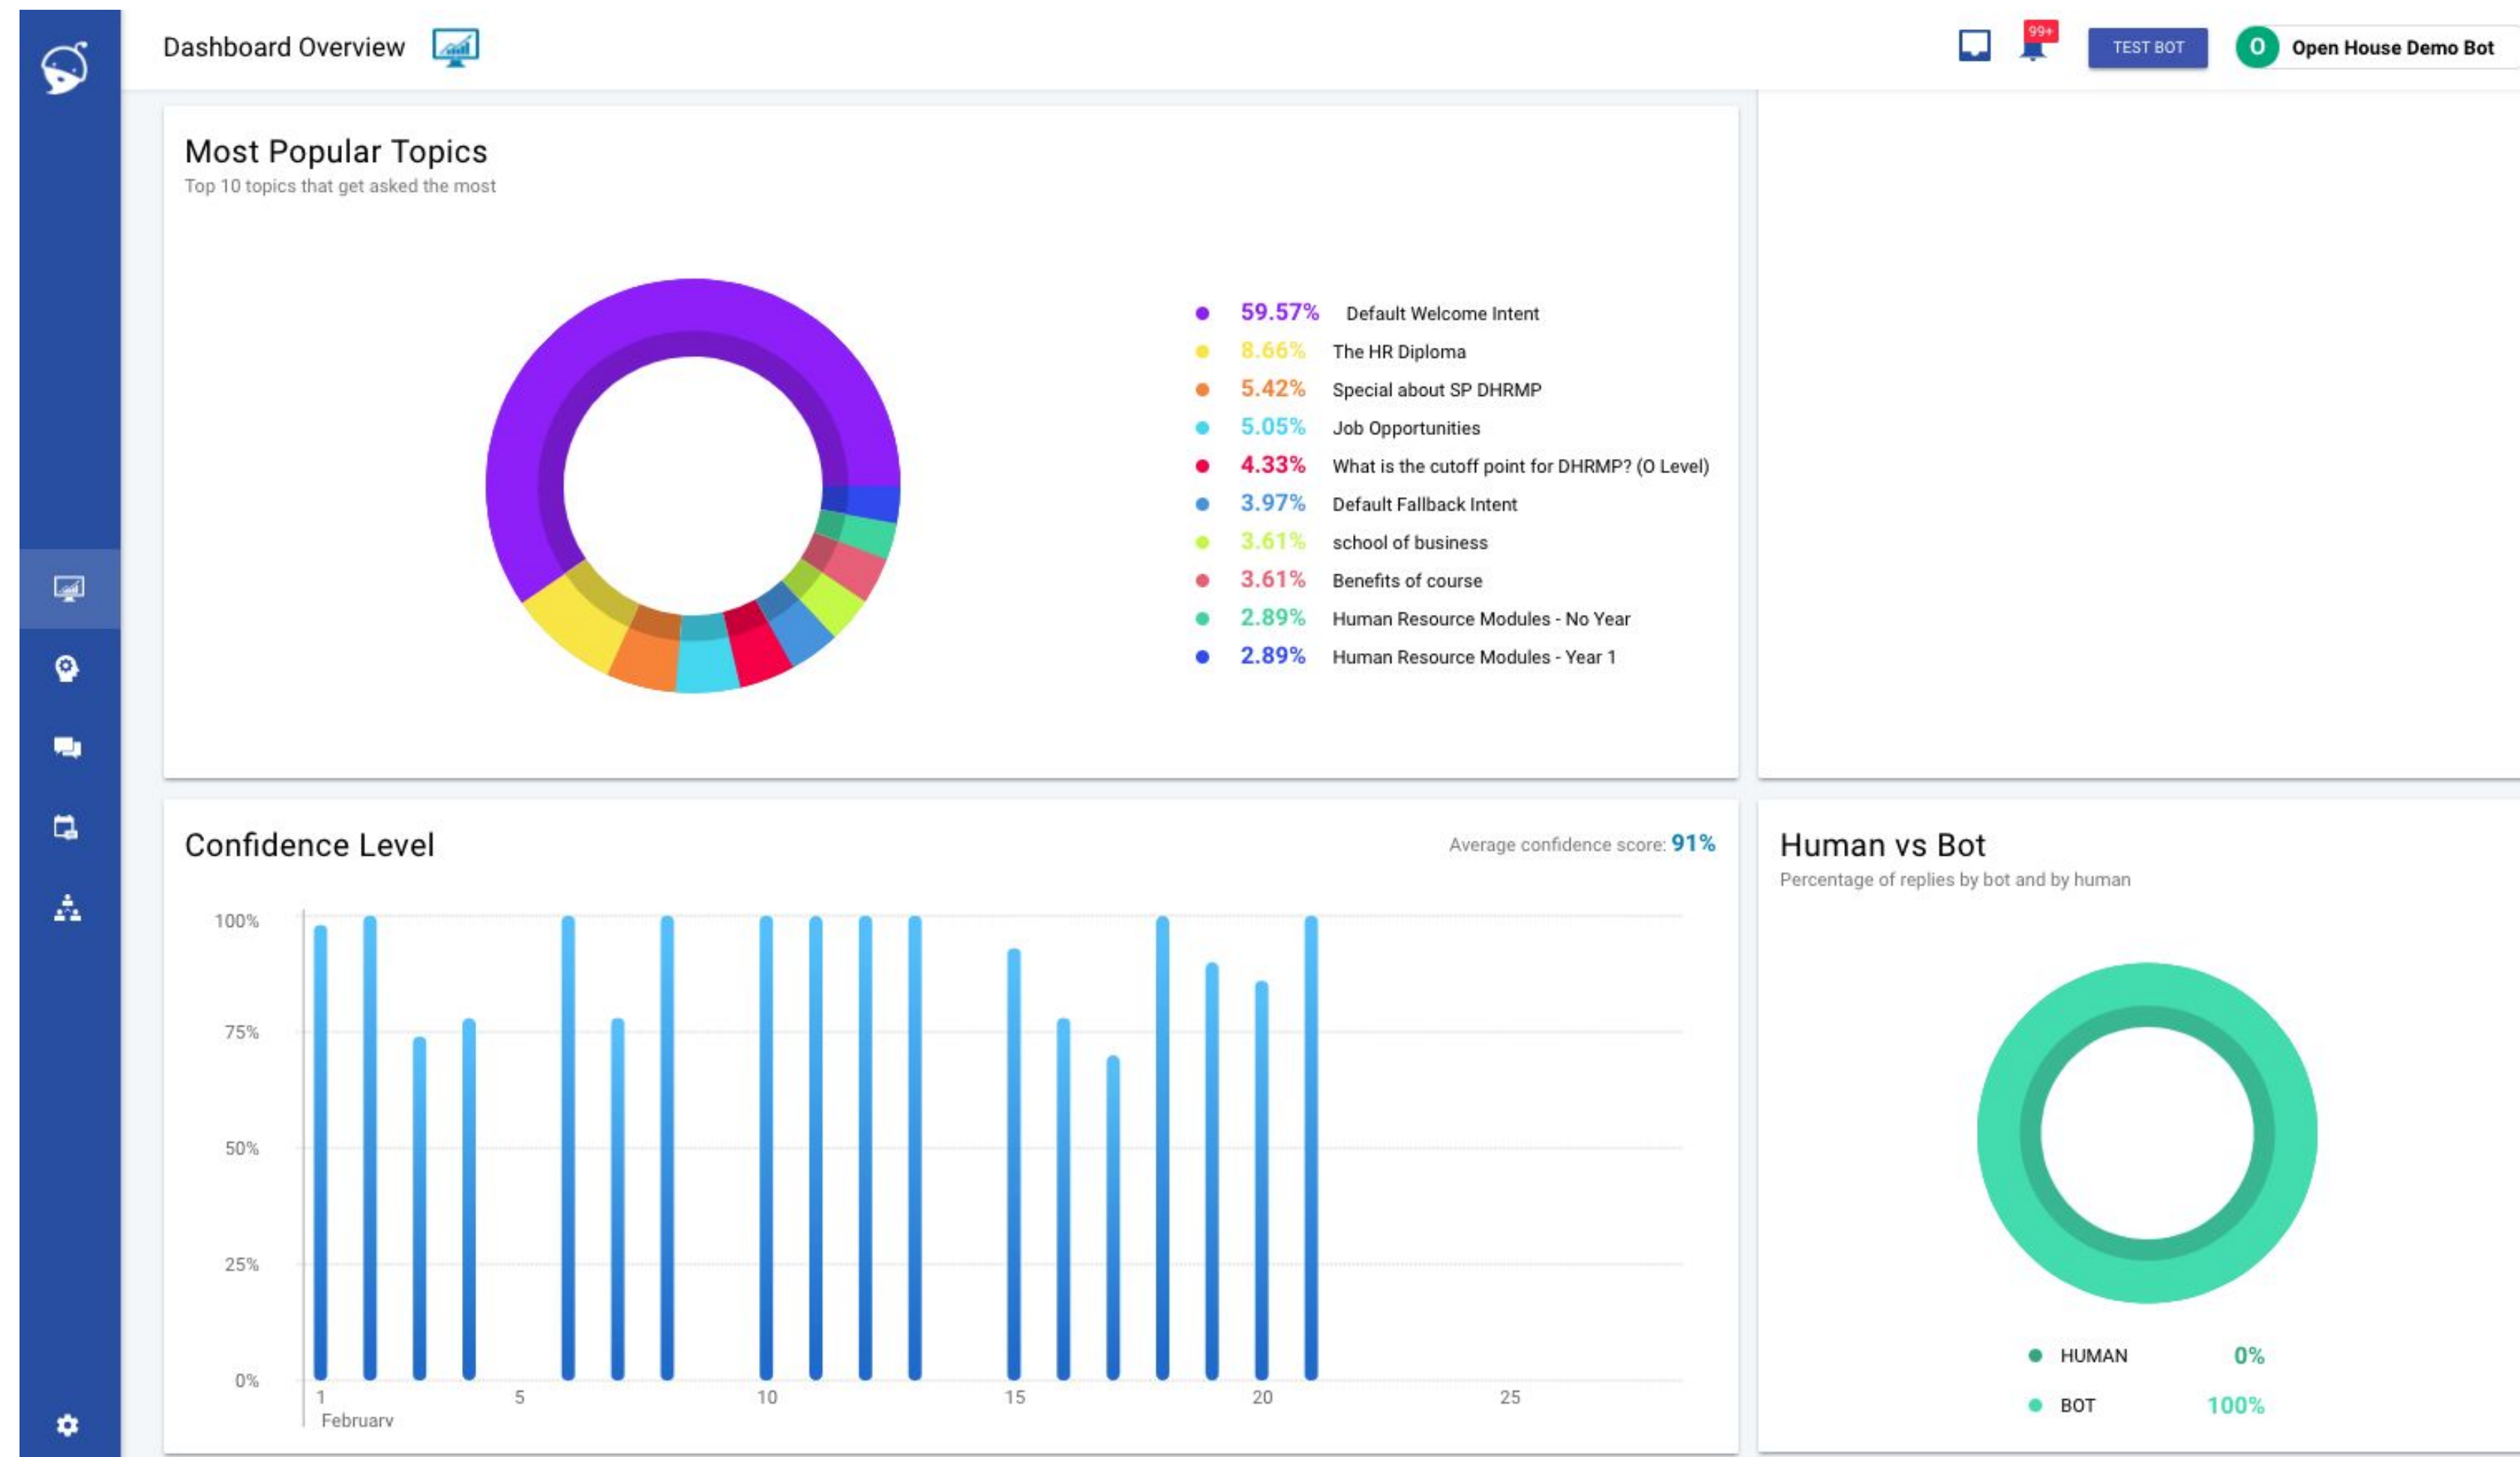 Dashboard Overview
99+
TEST BOT
O
Open House Demo Bot
Most Popular Topics
Top 10 topics that get asked the most
59.57% Default Welcome Intent
8.66% The HR Diploma
5.42% Special about SP DHRMP
5.05% Job Opportunities
4.33% What is the cutoff point for DHRMP? (O Level)
3.97% Default Fallback Intent
3.61% school of business
3.61% Benefits of course
2.89% Human Resource Modules - No Year
2.89% Human Resource Modules - Year 1
Confidence Level
Average confidence score: 91%
100%
75%
50%
25%
0%
1 5 10 15 20 25
February
Human vs Bot
Percentage of replies by bot and by human
HUMAN 0%
BOT 100%